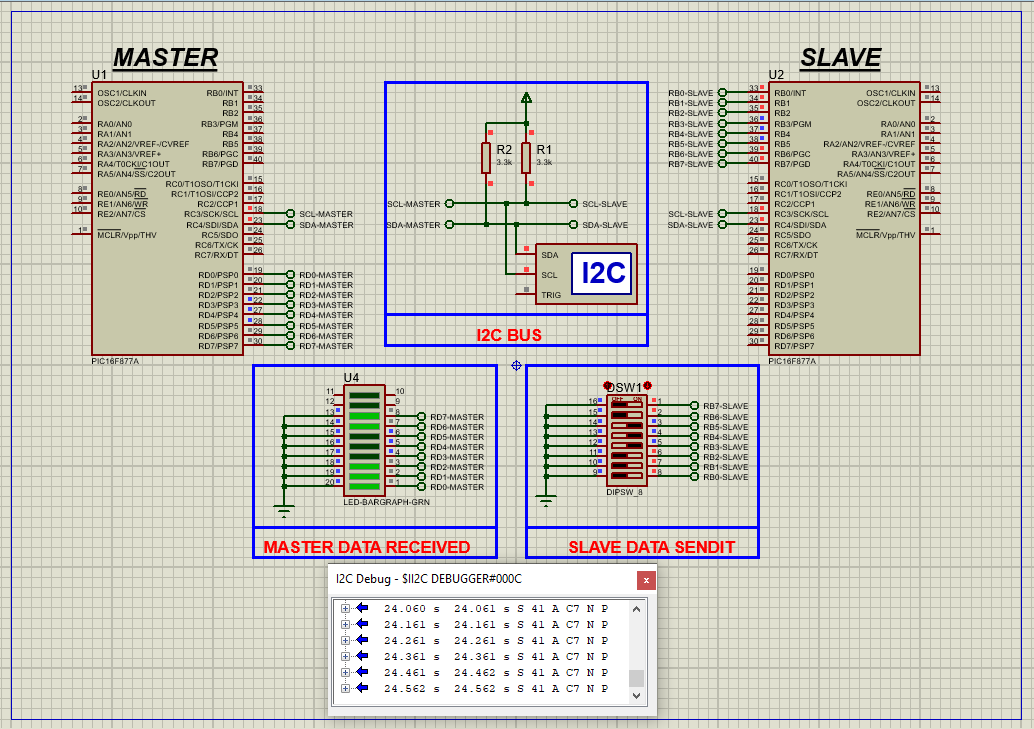 MASTER
U1
13
14
OSC1/CLKIN
OSC2/CLKOUT
2
3
4
5
6
7
RA0/AN0
RA1/AN1
RA2/AN2/VREF-/CVREF
RA3/AN3/VREF+
RA4/T0CKI/C1OUT
RA5/AN4/SS/C2OUT
8
9
10
RE0/AN5/RD
RE1/AN6/WR
RE2/AN7/CS
1
MCLR/Vpp/THV
RB0/INT 33
RB1 34
RB2 35
RB3/PGM 36
RB4 37
RB5 38
RB6/PGC 39
RB7/PGD 40
RC0/T1OSO/T1CKI 15
RC1/T1OSI/CCP2 16
RC2/CCP1 17
RC3/SCK/SCL 18 SCL-MASTER
RC4/SDI/SDA 23 SDA-MASTER
RC5/SDO 24
RC6/TX/CK 25
RC7/RX/DT 26
RD0/PSP0 19 RD0-MASTER
RD1/PSP1 20 RD1-MASTER
RD2/PSP2 21 RD2-MASTER
RD3/PSP3 22 RD3-MASTER
RD4/PSP4 27 RD4-MASTER
RD5/PSP5 28 RD5-MASTER
RD6/PSP6 29 RD6-MASTER
RD7/PSP7 30 RD7-MASTER
PIC16F877A
R2
3.3k
R1
3.3k
SCL-MASTER SCL-SLAVE
SDA-MASTER SDA-SLAVE
SDA
SCL
TRIG
I2C
I2C BUS
SLAVE
U2
RB0-SLAVE 33 RB0/INT
RB1-SLAVE 34 RB1
RB2-SLAVE 35 RB2
RB3-SLAVE 36 RB3/PGM
RB4-SLAVE 37 RB4
RB5-SLAVE 38 RB5
RB6-SLAVE 39 RB6/PGC
RB7-SLAVE 40 RB7/PGD
15 RC0/T1OSO/T1CKI
16 RC1/T1OSI/CCP2
17 RC2/CCP1
SCL-SLAVE 18 RC3/SCK/SCL
SDA-SLAVE 23 RC4/SDI/SDA
24 RC5/SDO
25 RC6/TX/CK
26 RC7/RX/DT
19 RD0/PSP0
20 RD1/PSP1
21 RD2/PSP2
22 RD3/PSP3
27 RD4/PSP4
28 RD5/PSP5
29 RD6/PSP6
30 RD7/PSP7
OSC1/CLKIN 13
OSC2/CLKOUT 14
RA0/AN0 2
RA1/AN1 3
RA2/AN2/VREF-/CVREF 4
RA3/AN3/VREF+ 5
RA4/T0CKI/C1OUT 6
RA5/AN4/SS/C2OUT 7
RE0/AN5/RD 8
RE1/AN6/WR 9
RE2/AN7/CS 10
MCLR/Vpp/THV 1
PIC16F877A
U4
11 10
12 9
13 8 RD7-MASTER
14 7 RD6-MASTER
15 6 RD5-MASTER
16 5 RD4-MASTER
17 4 RD3-MASTER
18 3 RD2-MASTER
19 2 RD1-MASTER
20 1 RD0-MASTER
LED-BARGRAPH-GRN
MASTER DATA RECEIVED
DSW1
OFF ON
16 1 RB7-SLAVE
15 2 RB6-SLAVE
14 3 RB5-SLAVE
13 4 RB4-SLAVE
12 5 RB3-SLAVE
11 6 RB2-SLAVE
10 7 RB1-SLAVE
9 8 RB0-SLAVE
DIPSW_8
SLAVE DATA SENDIT
I2C Debug - $II2C DEBUGGER#000C
x
24.060 s 24.061 s S 41 A C7 N P
24.161 s 24.161 s S 41 A C7 N P
24.261 s 24.261 s S 41 A C7 N P
24.361 s 24.361 s S 41 A C7 N P
24.461 s 24.462 s S 41 A C7 N P
24.562 s 24.562 s S 41 A C7 N P